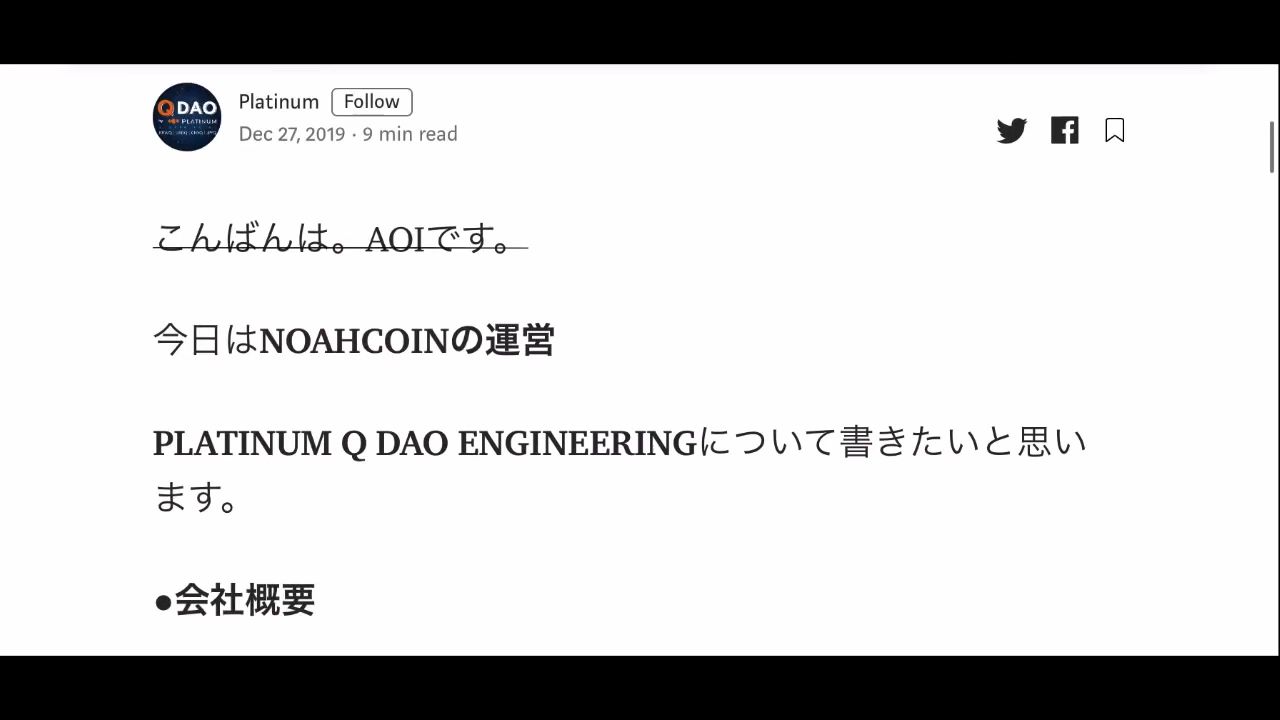 QDAO
PLATINUM
Platinum Follow
Dec 27, 2019 · 9 min read
こんばんは。AOIです。
今日はNOAHCOINの運営
PLATINUM Q DAO ENGINEERINGについて書きたいと思い
ます。
●会社概要